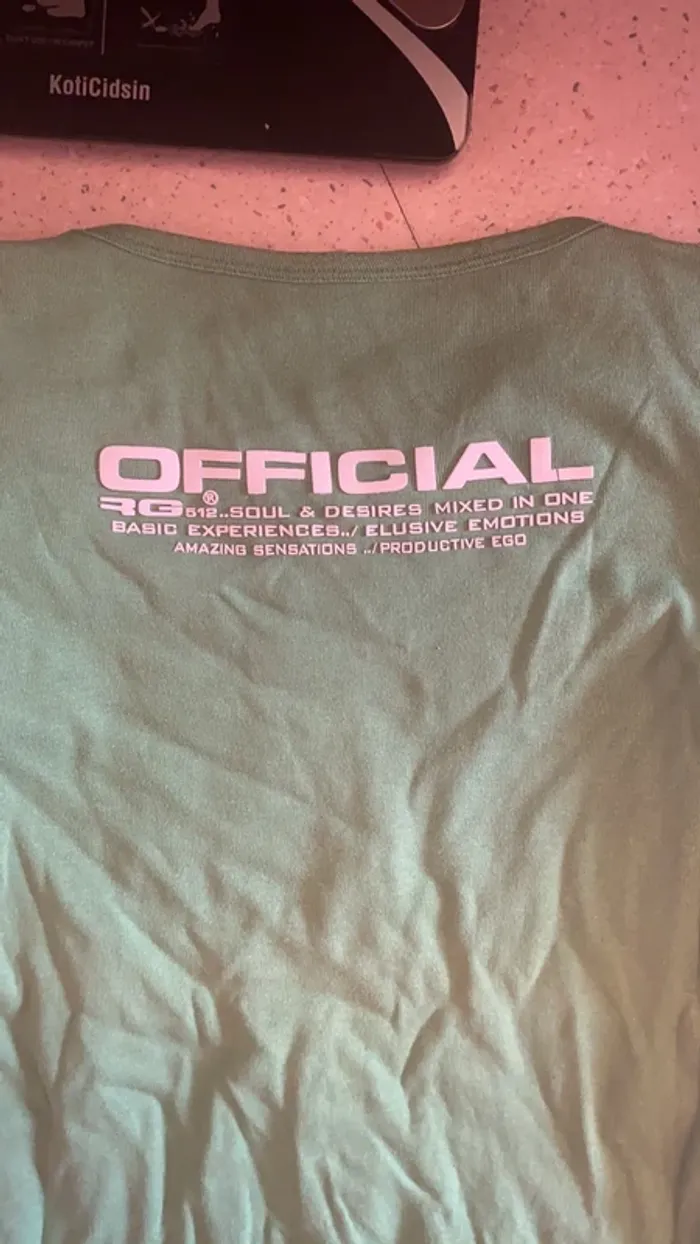 KotiCidsin
OFFICIAL
RG®512..SOUL & DESIRES MIXED IN ONE
BASIC EXPERIENCES../ ELUSIVE EMOTIONS
AMAZING SENSATIONS ../PRODUCTIVE EGO